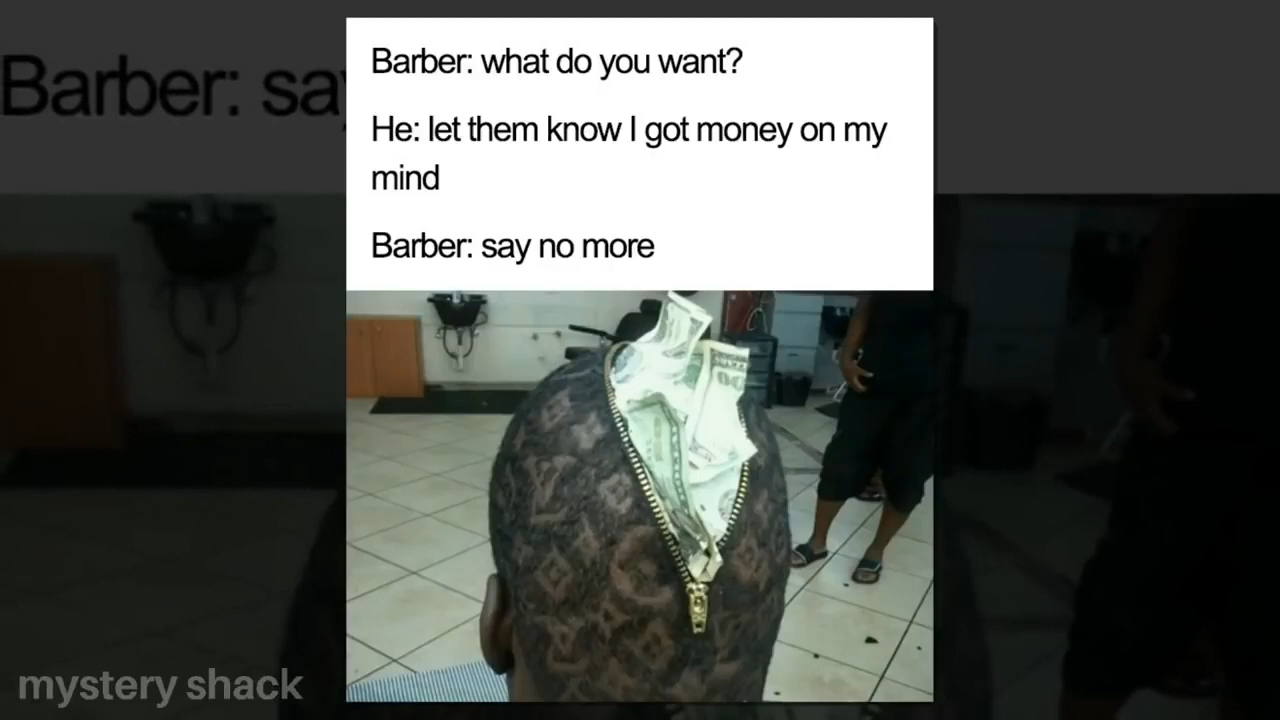 Barber: what do you want?
He: let them know I got money on my
mind
Barber: say no more
mystery shack